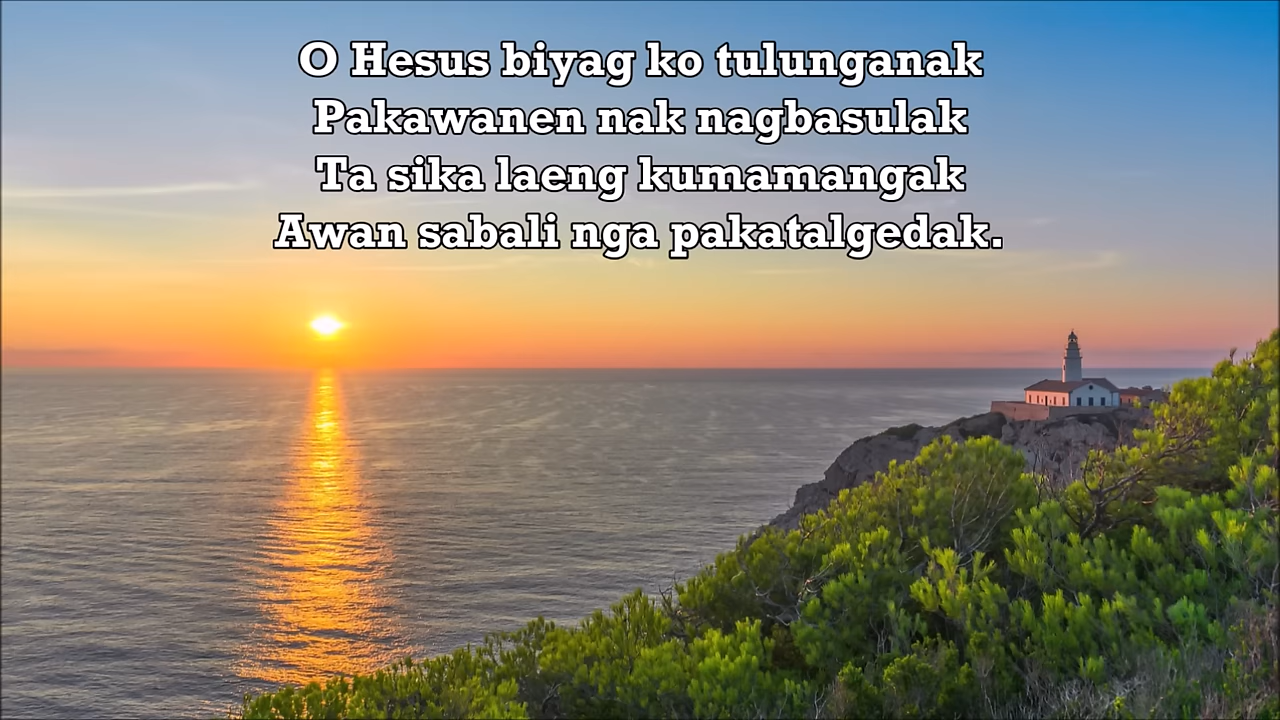 O Hesus biyag ko tulunganak
Pakawanen nak nagbasulak
Ta sika laeng kumamangak
Awan sabali nga pakatalgedak.